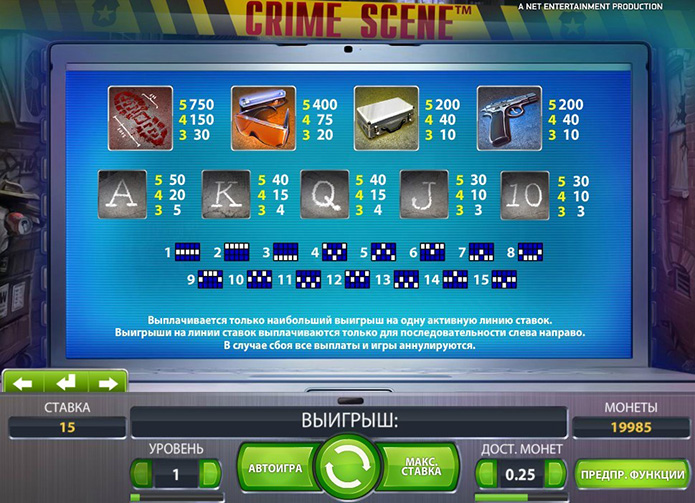 CRIME SCENE™
A NET ENTERTAINMENT PRODUCTION
5 750 5 400 5 200 5 200
4 150 4 75 4 40 4 40
3 30 3 20 3 10 3 10
A 5 50 K 5 40 Q 5 40 J 5 30 10 5 30
4 20 4 15 4 15 4 10 4 10
3 5 3 4 3 4 3 3 3 3
1 2 3 4 5 6 7 8
9 10 11 12 13 14 15
Выплачивается только наибольший выигрыш на одну активную линию ставок.
Выигрыши на линии ставок выплачиваются только для последовательности слева направо.
В случае сбоя все выплаты и игры аннулируются.
СТАВКА ВЫИГРЫШ: МОНЕТЫ
15 19985
УРОВЕНЬ ДОСТ. МОНЕТ
1 АВТОИГРА МАКС. СТАВКА 0.25 ПРЕДПР. ФУНКЦИИ